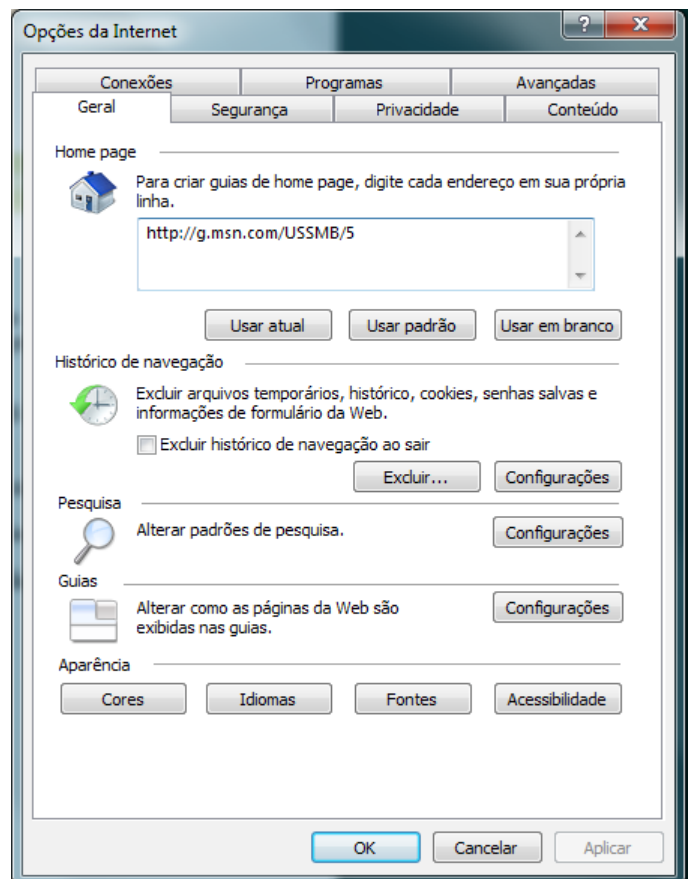 Opções da Internet
Conexões
Programas
Avançadas
Geral
Segurança
Privacidade
Conteúdo
Home page
Para criar guias de home page, digite cada endereço em sua própria
linha.
http://g.msn.com/USSMB/5
Usar atual
Usar padrão
Usar em branco
Histórico de navegação
Excluir arquivos temporários, histórico, cookies, senhas salvas e
informações de formulário da Web.
Excluir histórico de navegação ao sair
Excluir...
Configurações
Pesquisa
Alterar padrões de pesquisa.
Configurações
Guias
Alterar como as páginas da Web são
exibidas nas guias.
Configurações
Aparência
Cores
Idiomas
Fontes
Acessibilidade
OK
Cancelar
Aplicar